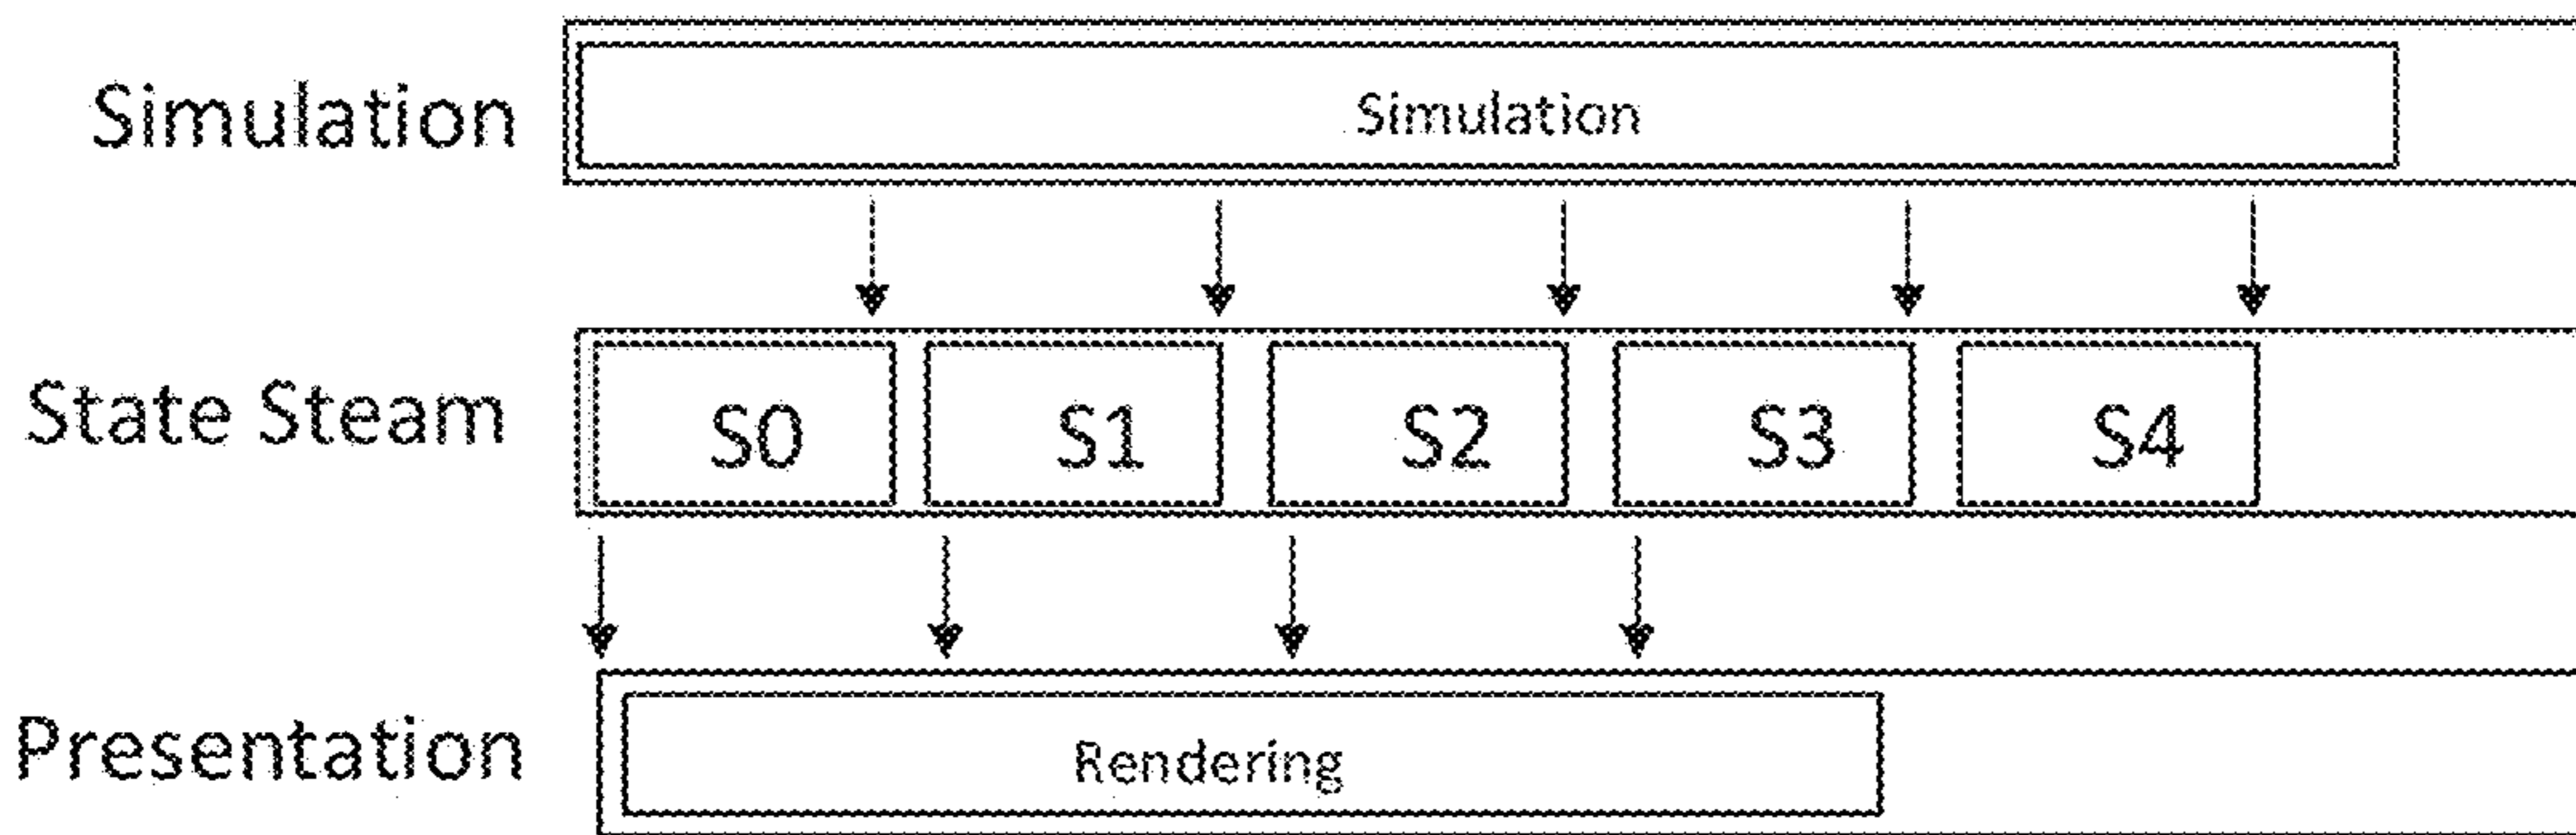 Simulation
Simulation
State Steam
S0 S1 S2 S3 S4
Presentation
Rendering